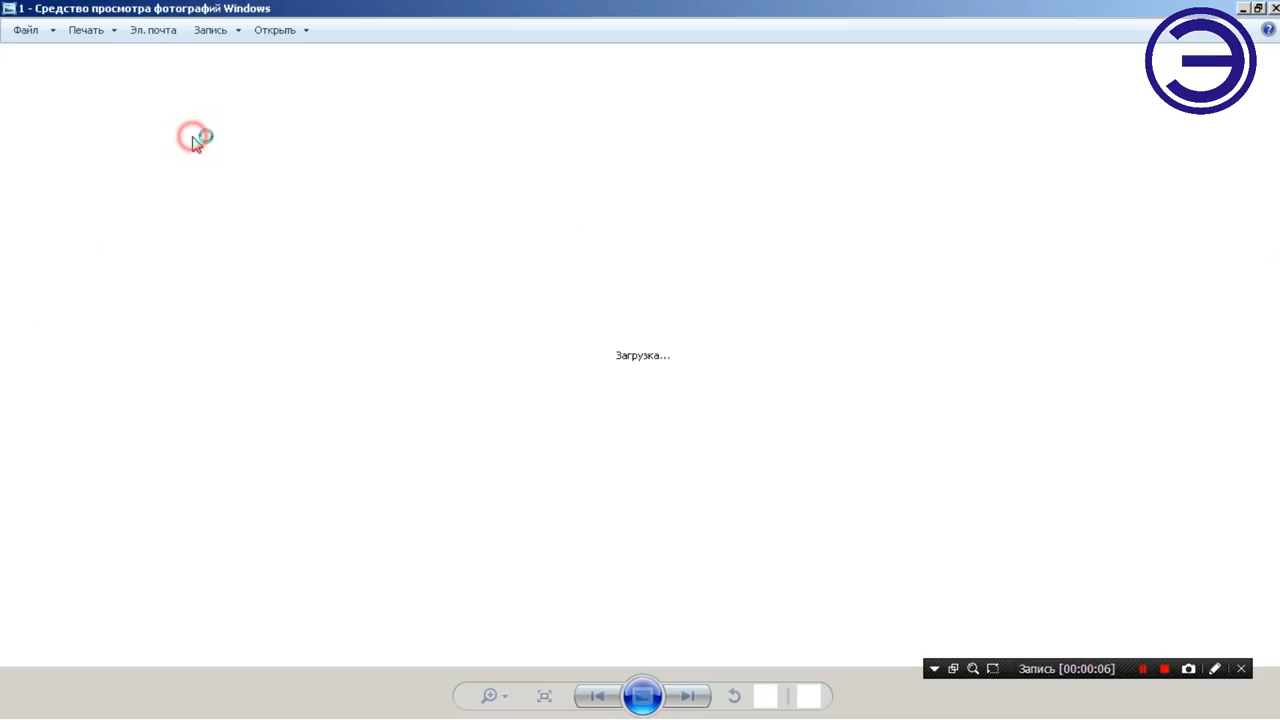 1 - Средство просмотра фотографий Windows
Файл Печать Эл. почта Запись Открыть
Загрузка...
Запись [00:00:06]
Э